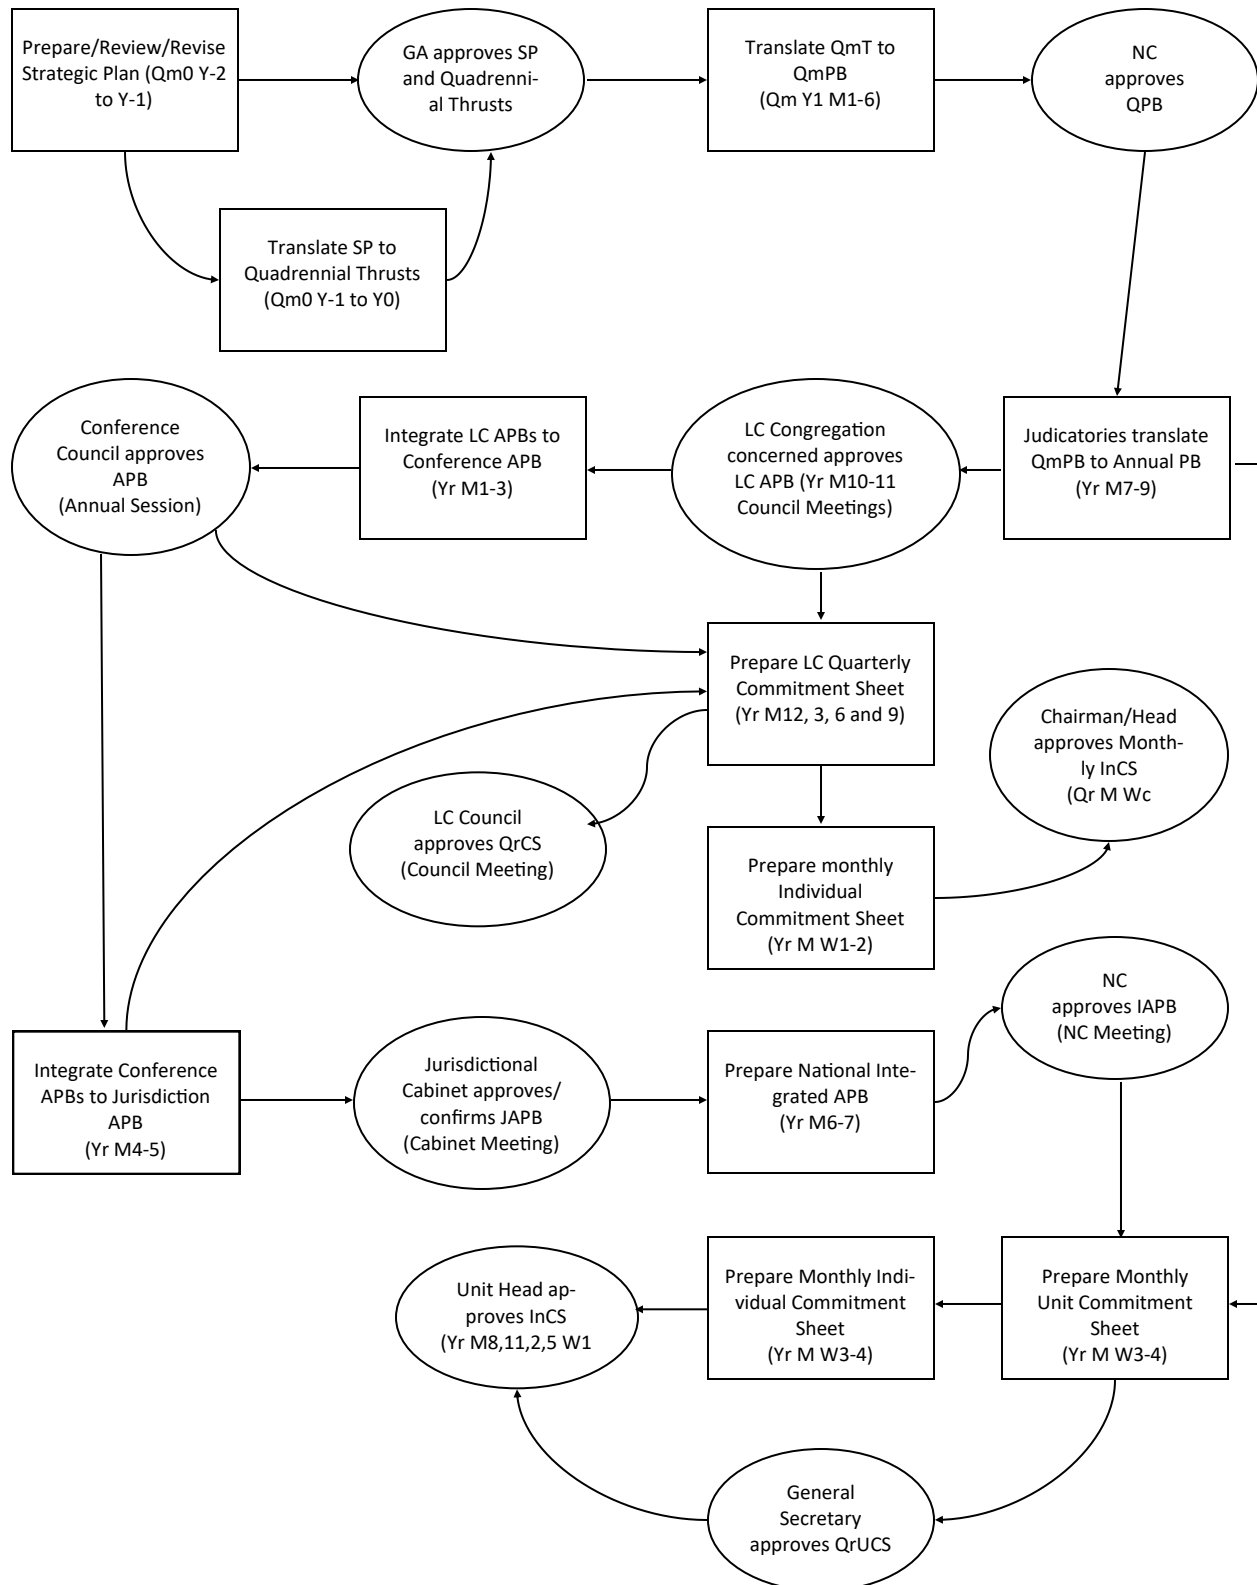 Prepare/Review/Revise
Strategic Plan (Qm0 Y-2
to Y-1)
GA approves SP
and Quadrenni-
al Thrusts
Translate QmT to
QmPB
(Qm Y1 M1-6)
NC
approves
QPB
Translate SP to
Quadrennial Thrusts
(Qm0 Y-1 to Y0)
Conference
Council approves
APB
(Annual Session)
Integrate LC APBs to
Conference APB
(Yr M1-3)
LC Congregation
concerned approves
LC APB (Yr M10-11
Council Meetings)
Judicatories translate
QmPB to Annual PB
(Yr M7-9)
Prepare LC Quarterly
Commitment Sheet
(Yr M12, 3, 6 and 9)
Chairman/Head
approves Month-
ly InCS
(Qr M Wc
LC Council
approves QrCS
(Council Meeting)
Prepare monthly
Individual
Commitment Sheet
(Yr M W1-2)
NC
approves IAPB
(NC Meeting)
Integrate Conference
APBs to Jurisdiction
APB
(Yr M4-5)
Jurisdictional
Cabinet approves/
confirms JAPB
(Cabinet Meeting)
Prepare National Inte-
grated APB
(Yr M6-7)
Unit Head ap-
proves InCS
(Yr M8,11,2,5 W1
Prepare Monthly Indi-
vidual Commitment
Sheet
(Yr M W3-4)
Prepare Monthly
Unit Commitment
Sheet
(Yr M W3-4)
General
Secretary
approves QrUCS